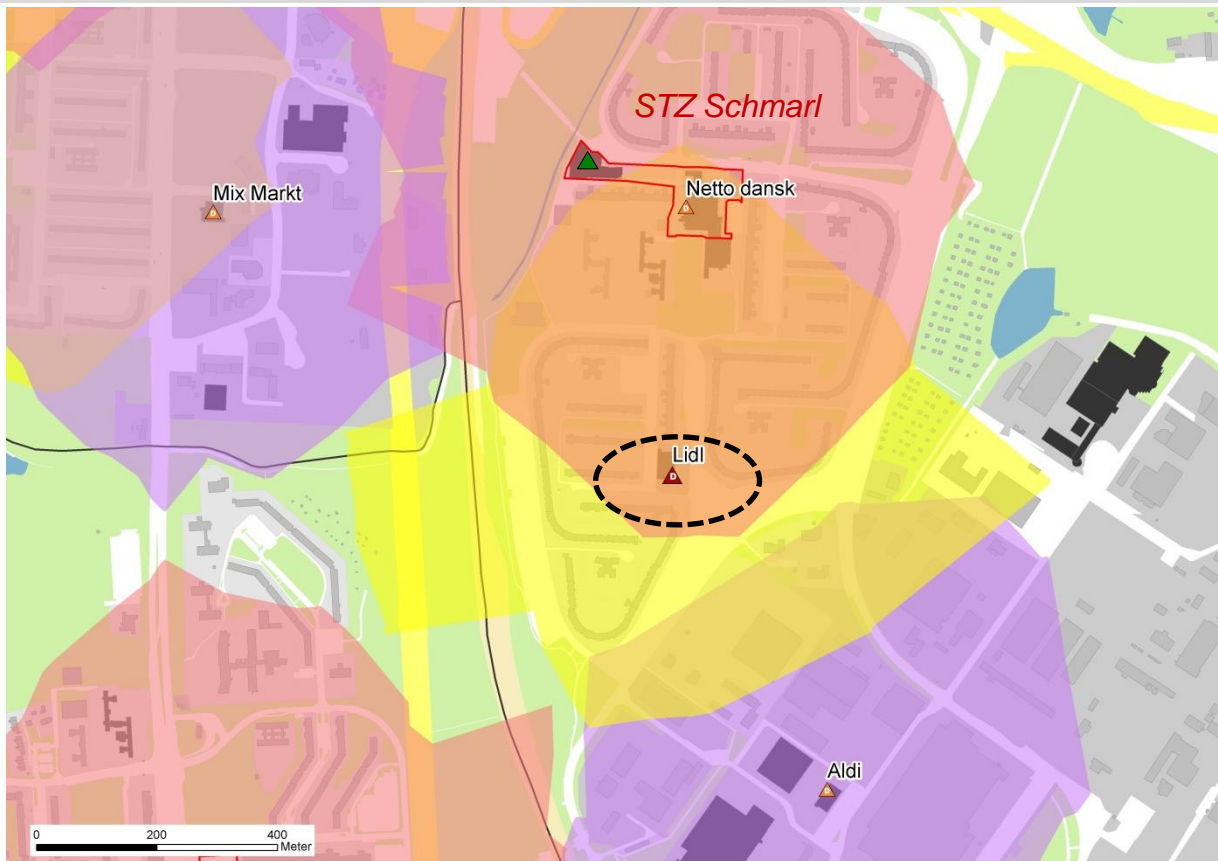 STZ Schmarl
Mix Markt
D
Netto dansk
D
Lidl
D
Aldi
D
0 200 400
Meter